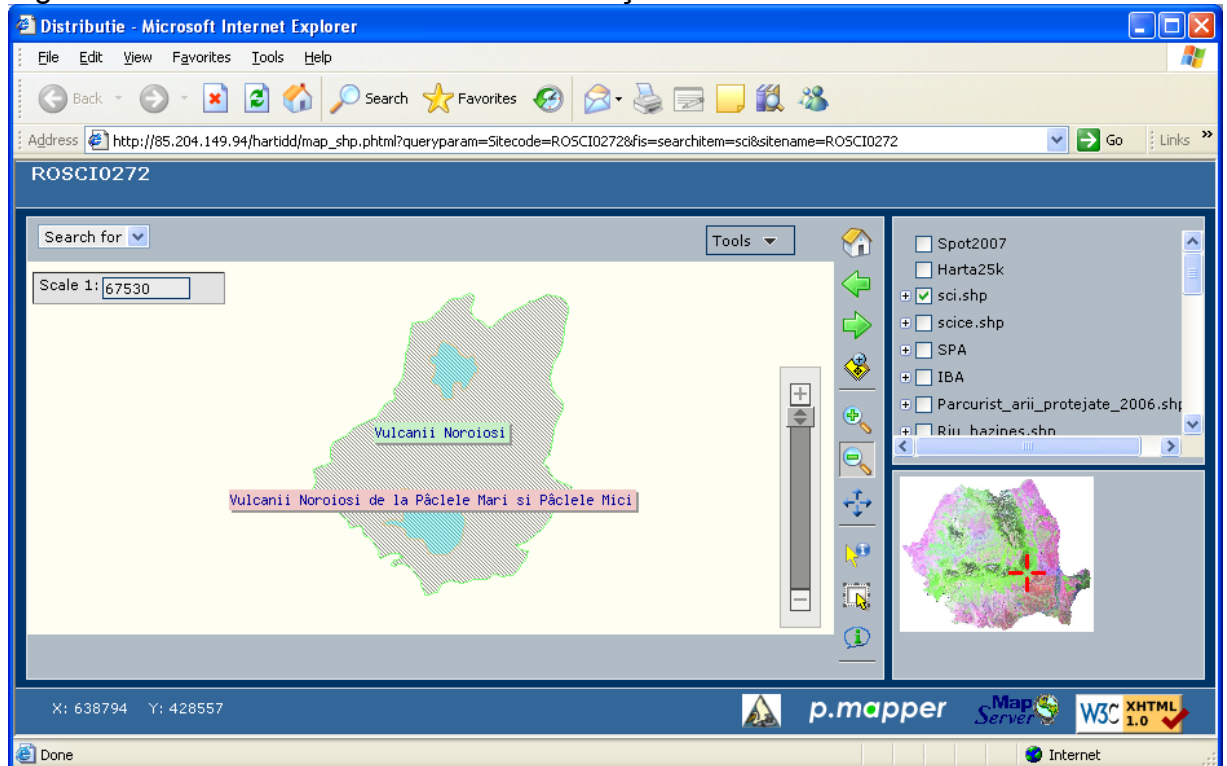 Distributie - Microsoft Internet Explorer
File Edit View Favorites Tools Help
Back Search Favorites
Address http://85.204.149.94/hartidd/map_shp.phtml?queryparam=Sitecode=ROSCI0272&fis=searchitem=sci&sitename=ROSCI0272 Go Links »
ROSCI0272
Search for Tools
Scale 1: 67530
Spot2007
Harta25k
sci.shp
scice.shp
SPA
IBA
Parcurist_arii_protejate_2006.shp
Riu_bazines.shp
Vulcanii Noroiosi
Vulcanii Noroiosi de la Pâclele Mari si Pâclele Mici
X: 638794 Y: 428557
p.mapper
Map Server
W3C XHTML 1.0
Done Internet